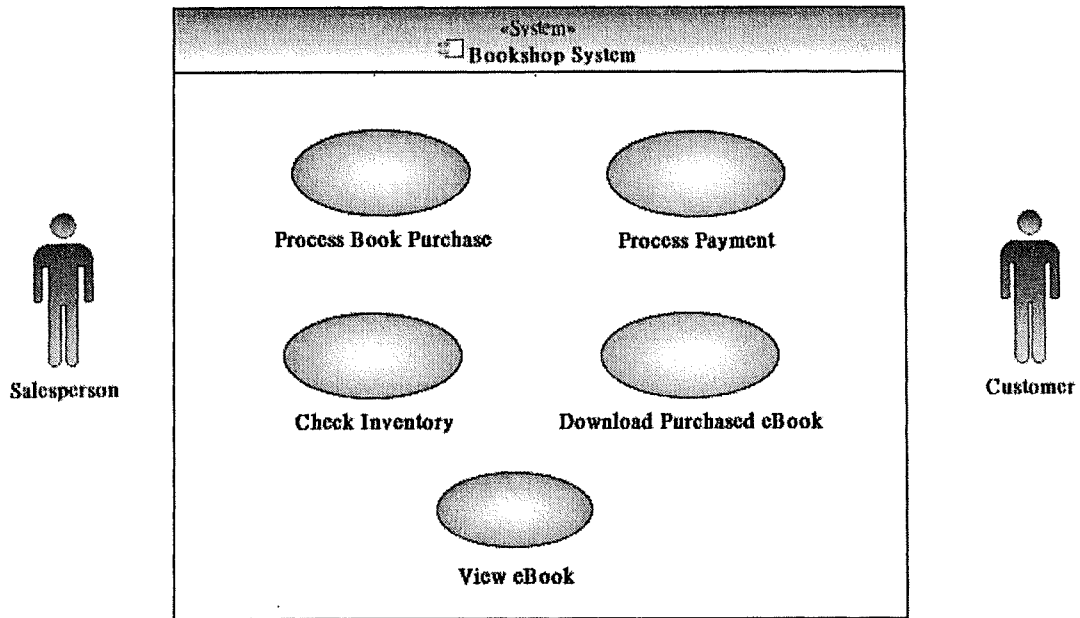 «System»
Bookshop System
Process Book Purchase
Process Payment
Salesperson
Customer
Check Inventory
Download Purchased eBook
View eBook